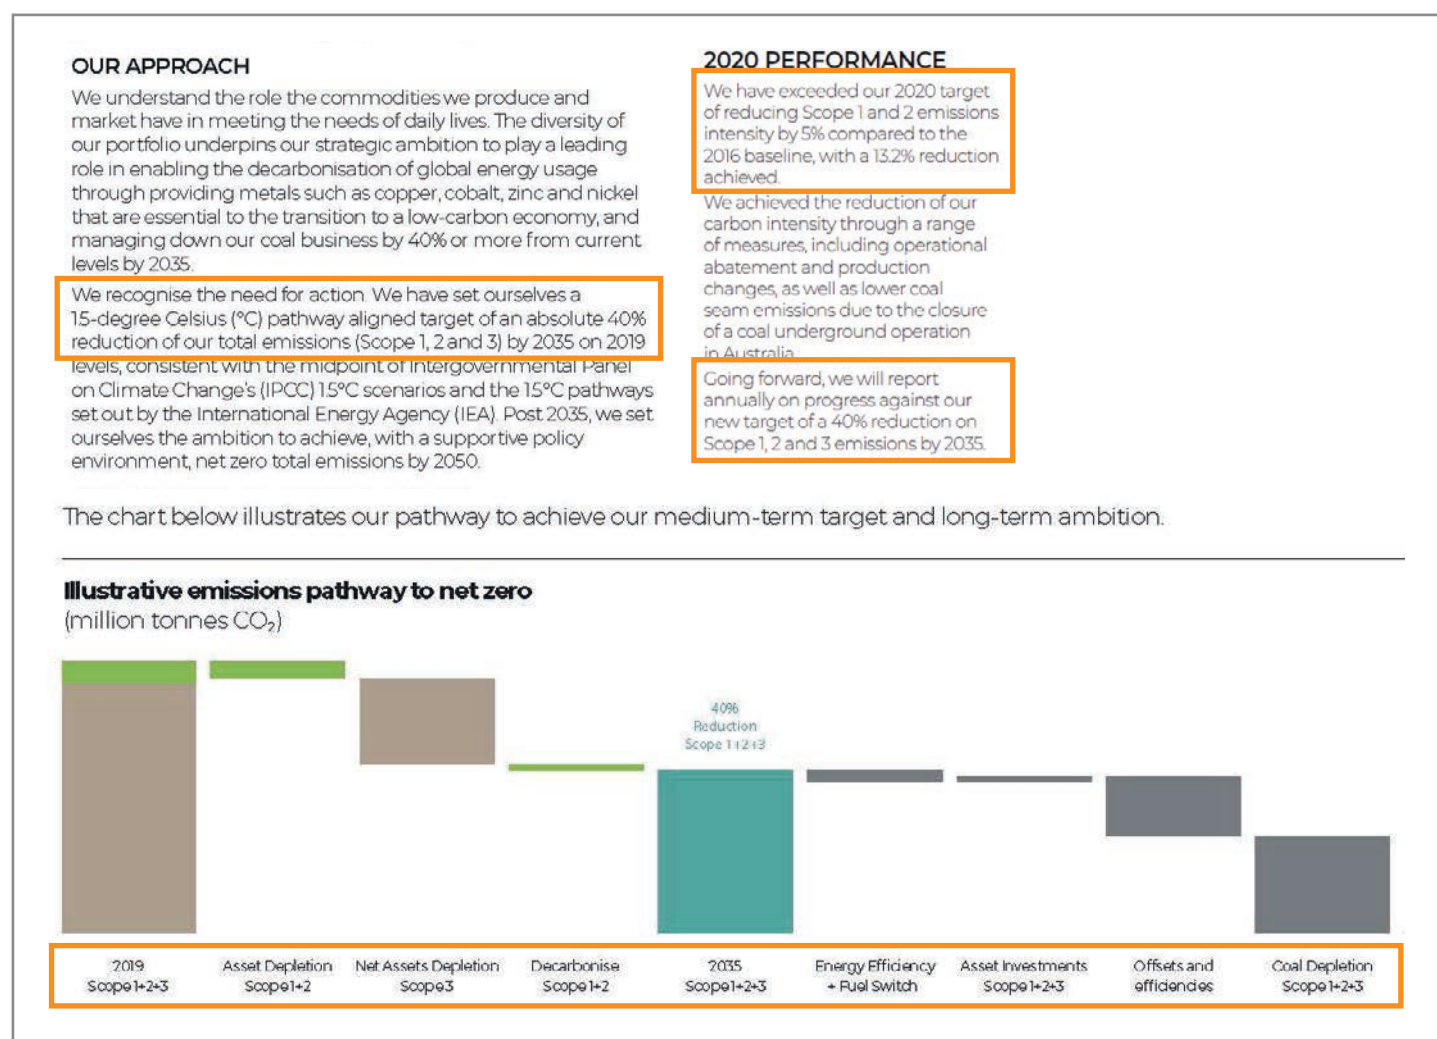 OUR APPROACH
We understand the role the commodities we produce and
market have in meeting the needs of daily lives. The diversity of
our portfolio underpins our strategic ambition to play a leading
role in enabling the decarbonisation of global energy usage
through providing metals such as copper, cobalt, zinc and nickel
that are essential to the transition to a low-carbon economy, and
managing down our coal business by 40% or more from current
levels by 2035.
We recognise the need for action. We have set ourselves a
1.5-degree Celsius (°C) pathway aligned target of an absolute 40%
reduction of our total emissions (Scope 1, 2 and 3) by 2035 on 2019
levels, consistent with the midpoint of Intergovernmental Panel
on Climate Change's (IPCC) 1.5°C scenarios and the 1.5°C pathways
set out by the International Energy Agency (IEA). Post 2035, we set
ourselves the ambition to achieve, with a supportive policy
environment, net zero total emissions by 2050.
2020 PERFORMANCE
We have exceeded our 2020 target
of reducing Scope 1 and 2 emissions
intensity by 5% compared to the
2016 baseline, with a 13.2% reduction
achieved.
We achieved the reduction of our
carbon intensity through a range
of measures, including operational
abatement and production
changes, as well as lower coal
seam emissions due to the closure
of a coal underground operation
in Australia.
Going forward, we will report
annually on progress against our
new target of a 40% reduction on
Scope 1, 2 and 3 emissions by 2035.
The chart below illustrates our pathway to achieve our medium-term target and long-term ambition.
Illustrative emissions pathway to net zero
(million tonnes CO₂)
40%
Reduction
Scope 1+2+3
2019
Scope 1+2+3
Asset Depletion
Scope 1+2
Net Assets Depletion
Scope 3
Decarbonise
Scope 1+2
2035
Scope 1+2+3
Energy Efficiency
+ Fuel Switch
Asset Investments
Scope 1+2+3
Offsets and
efficiencies
Coal Depletion
Scope 1+2+3